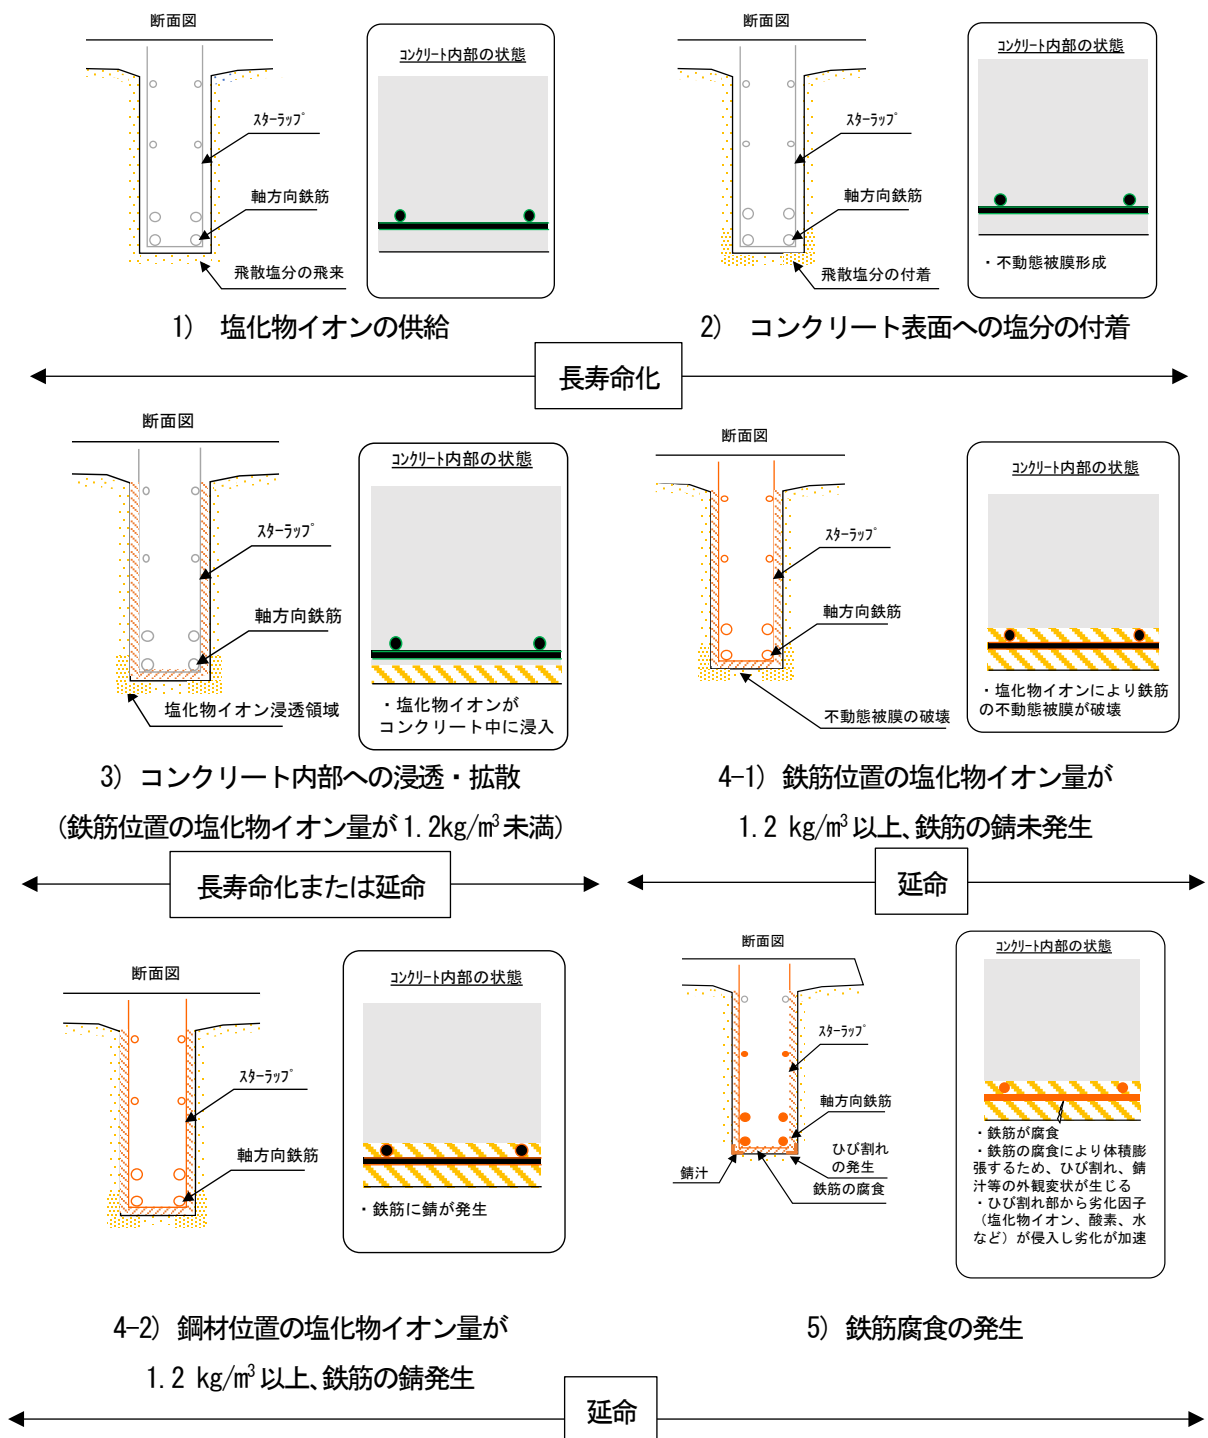 断面図
コンクリート内部の状態
スターラップ
軸方向鉄筋
飛散塩分の飛来
1) 塩化物イオンの供給
断面図
コンクリート内部の状態
スターラップ
軸方向鉄筋
飛散塩分の付着
・不動態被膜形成
2) コンクリート表面への塩分の付着
長寿命化
断面図
コンクリート内部の状態
スターラップ
軸方向鉄筋
塩化物イオン浸透領域
・塩化物イオンが
コンクリート中に浸入
3) コンクリート内部への浸透・拡散
(鉄筋位置の塩化物イオン量が1.2kg/m³未満)
断面図
コンクリート内部の状態
スターラップ
軸方向鉄筋
不動態被膜の破壊
・塩化物イオンにより鉄筋
の不動態被膜が破壊
4-1) 鉄筋位置の塩化物イオン量が
1.2 kg/m³以上、鉄筋の錆未発生
長寿命化または延命
延命
断面図
コンクリート内部の状態
スターラップ
軸方向鉄筋
・鉄筋に錆が発生
4-2) 鋼材位置の塩化物イオン量が
1.2 kg/m³以上、鉄筋の錆発生
断面図
コンクリート内部の状態
スターラップ
軸方向鉄筋
ひび割れ
の発生
錆汁
鉄筋の腐食
・鉄筋が腐食
・鉄筋の腐食により体積膨
張するため、ひび割れ、錆
汁等の外観変状が生じる
・ひび割れ部から劣化因子
（塩化物イオン、酸素、水
など）が侵入し劣化が加速
5) 鉄筋腐食の発生
延命